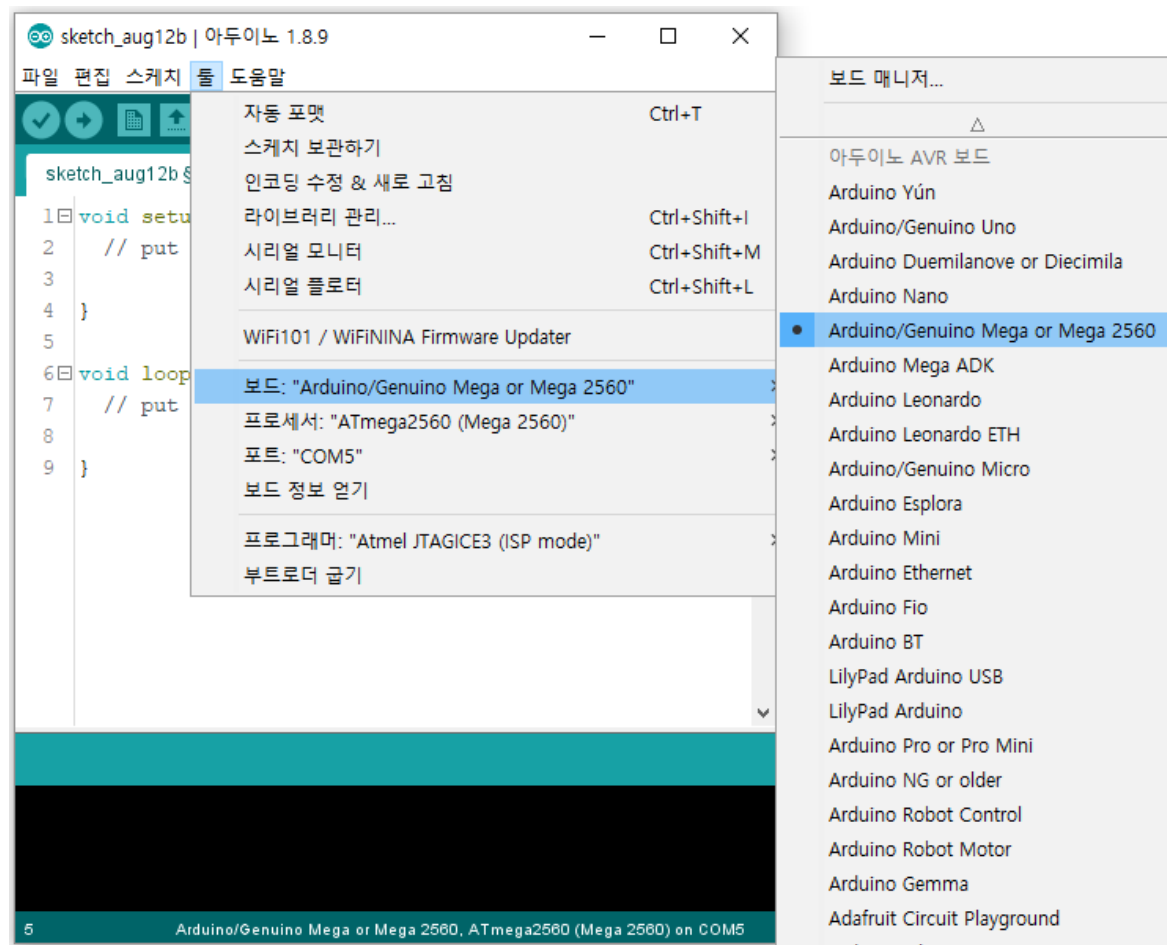 sketch_aug12b | 아두이노 1.8.9
파일 편집 스케치 툴 도움말
sketch_aug12b §
1 void setu
2 // put
3
4 }
5
6 void loop
7 // put
8
9 }
자동 포맷 Ctrl+T
스케치 보관하기
인코딩 수정 & 새로 고침
라이브러리 관리... Ctrl+Shift+I
시리얼 모니터 Ctrl+Shift+M
시리얼 플로터 Ctrl+Shift+L
WiFi101 / WiFiNINA Firmware Updater
보드: "Arduino/Genuino Mega or Mega 2560"
프로세서: "ATmega2560 (Mega 2560)"
포트: "COM5"
보드 정보 얻기
프로그래머: "Atmel JTAGICE3 (ISP mode)"
부트로더 굽기
보드 매니저...
아두이노 AVR 보드
Arduino Yún
Arduino/Genuino Uno
Arduino Duemilanove or Diecimila
Arduino Nano
Arduino/Genuino Mega or Mega 2560
Arduino Mega ADK
Arduino Leonardo
Arduino Leonardo ETH
Arduino/Genuino Micro
Arduino Esplora
Arduino Mini
Arduino Ethernet
Arduino Fio
Arduino BT
LilyPad Arduino USB
LilyPad Arduino
Arduino Pro or Pro Mini
Arduino NG or older
Arduino Robot Control
Arduino Robot Motor
Arduino Gemma
Adafruit Circuit Playground
5 Arduino/Genuino Mega or Mega 2560, ATmega2560 (Mega 2560) on COM5